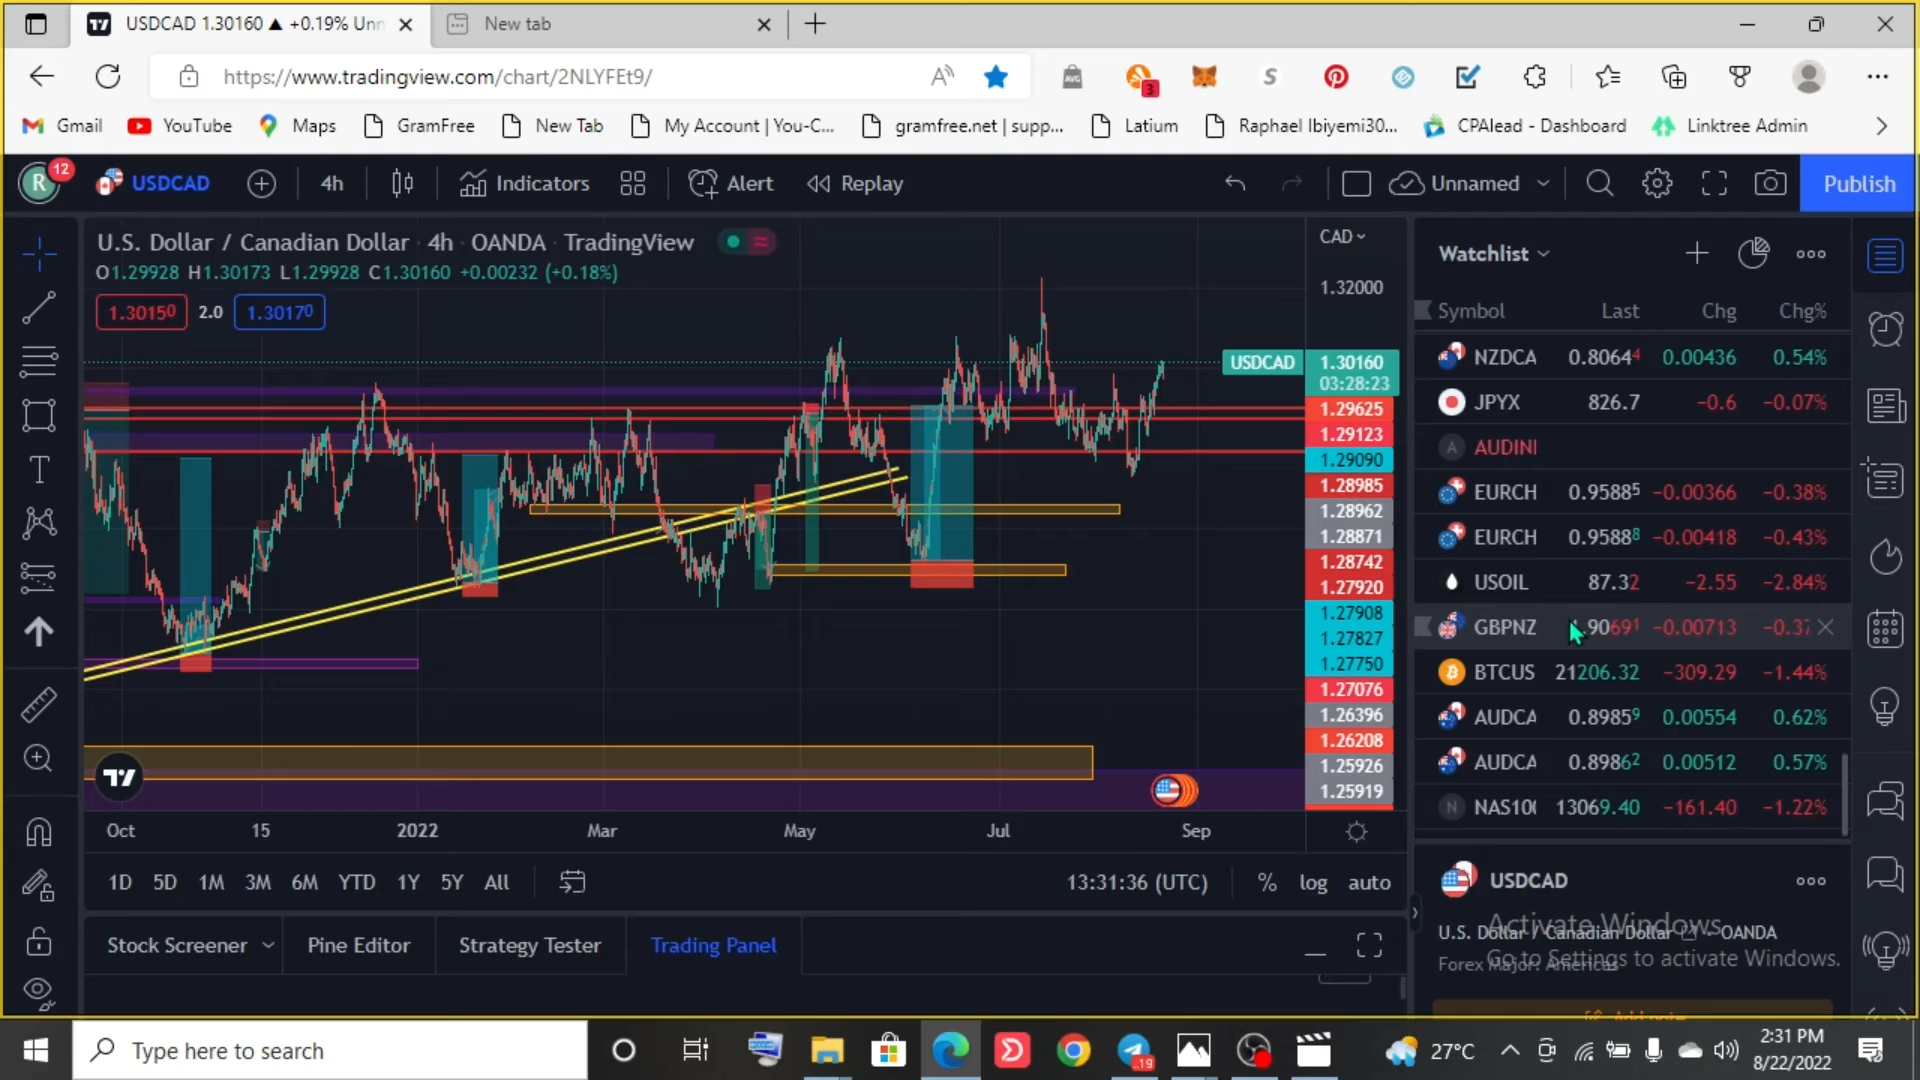 USDCAD 1.30160 ▲ +0.19% Unn
New tab
https://www.tradingview.com/chart/2NLYFEt9/
3
Gmail
YouTube
Maps
GramFree
New Tab
My Account | You-C...
gramfree.net | supp...
Latium
Raphael Ibiyemi30...
CPAlead - Dashboard
Linktree Admin
R
12
USDCAD
4h
Indicators
Alert
Replay
Unnamed
Publish
U.S. Dollar / Canadian Dollar · 4h · OANDA · TradingView
O1.29928 H1.30173 L1.29928 C1.30160 +0.00232 (+0.18%)
1.30150 2.0 1.30170
CAD
1.32000
USDCAD 1.30160
03:28:23
1.29625
1.29123
1.29090
1.28985
1.28962
1.28871
1.28742
1.27920
1.27908
1.27827
1.27750
1.27076
1.26396
1.26208
1.25926
1.25919
Oct 15 2022 Mar May Jul Sep
1D 5D 1M 3M 6M YTD 1Y 5Y All
13:31:36 (UTC) % log auto
Stock Screener
Pine Editor
Strategy Tester
Trading Panel
Watchlist
Symbol Last Chg Chg%
NZDCA 0.80644 0.00436 0.54%
JPYX 826.7 −0.6 −0.07%
AUDINI
EURCH 0.95885 −0.00366 −0.38%
EURCH 0.95888 −0.00418 −0.43%
USOIL 87.32 −2.55 −2.84%
GBPNZ .90691 −0.00713 −0.37
BTCUS 21206.32 −309.29 −1.44%
AUDCA 0.89859 0.00554 0.62%
AUDCA 0.89862 0.00512 0.57%
NAS10 13069.40 −161.40 −1.22%
USDCAD
Activate Windows
U.S. Dollar / Canadian Dollar OANDA
Go to Settings to activate Windows.
Forex Major Americas
Type here to search
19
27°C
2:31 PM
8/22/2022